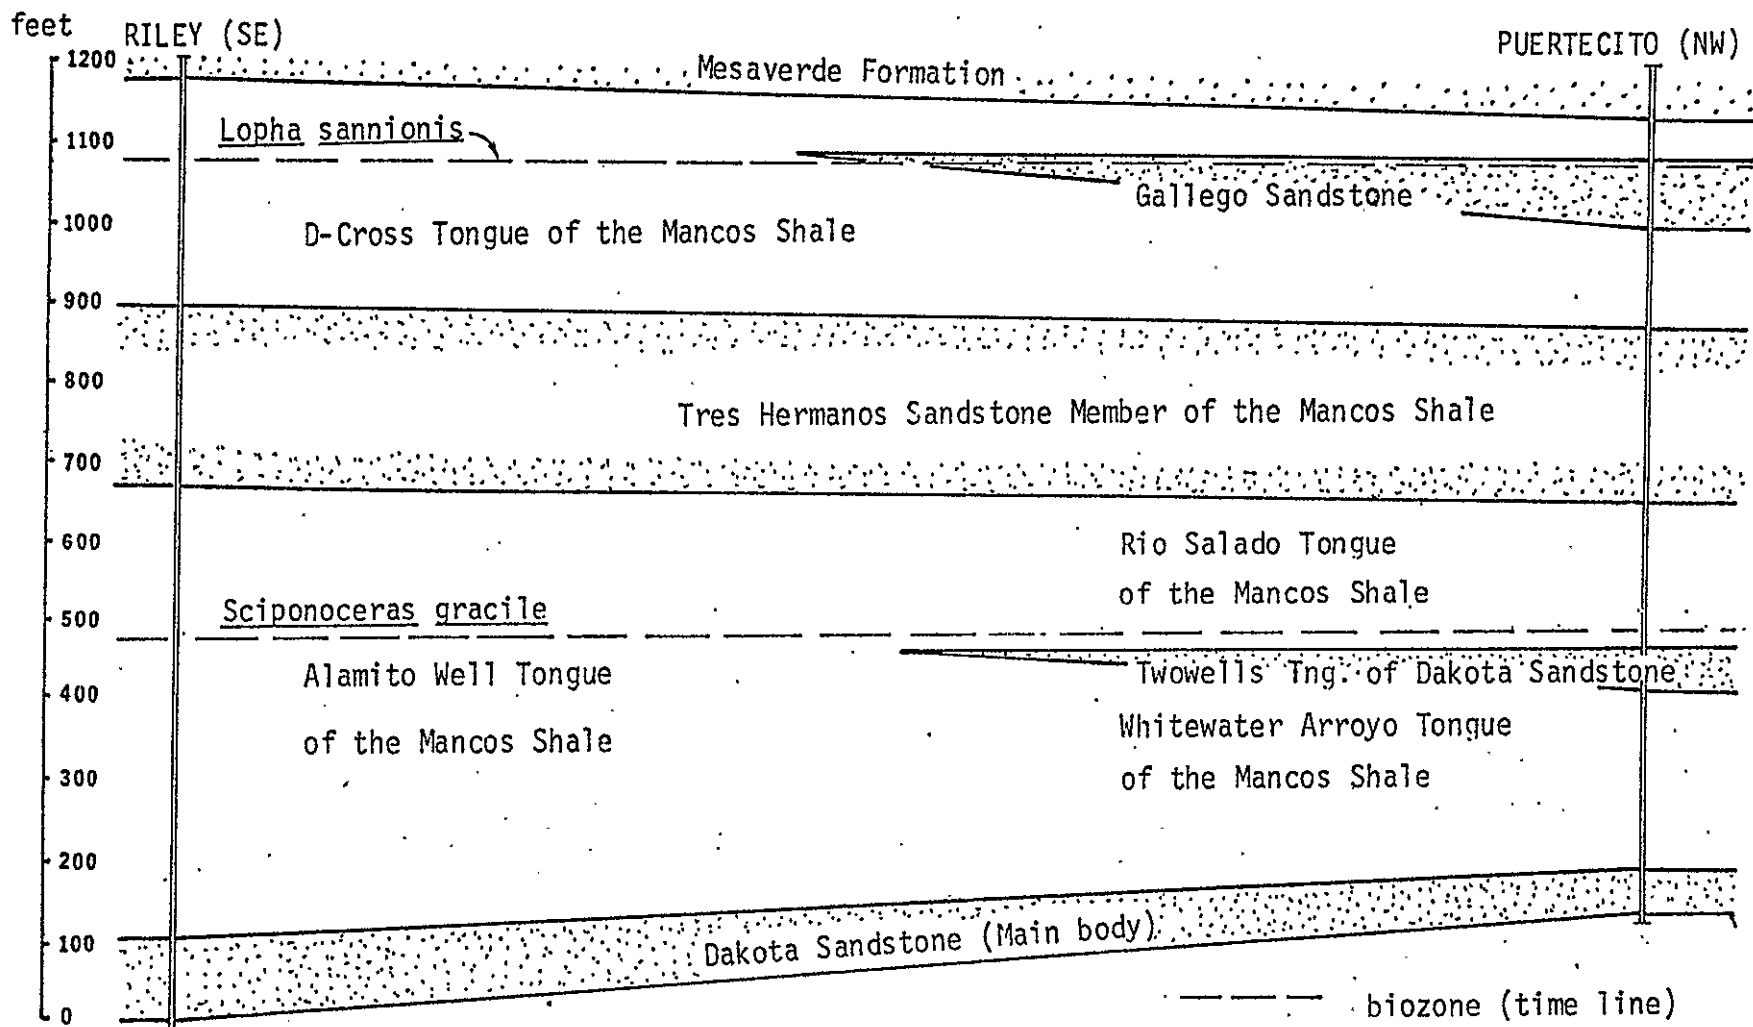 feet
RILEY (SE)
PUERTECITO (NW)
1200
Mesaverde Formation
Lopha sannionis
1100
Gallego Sandstone
1000
D-Cross Tongue of the Mancos Shale
900
800
Tres Hermanos Sandstone Member of the Mancos Shale
700
600
Rio Salado Tongue
of the Mancos Shale
500
Sciponoceras gracile
400
Alamito Well Tongue
of the Mancos Shale
Twowells Tng. of Dakota Sandstone
Whitewater Arroyo Tongue
of the Mancos Shale
300
200
100
Dakota Sandstone (Main body)
0
biozone (time line)